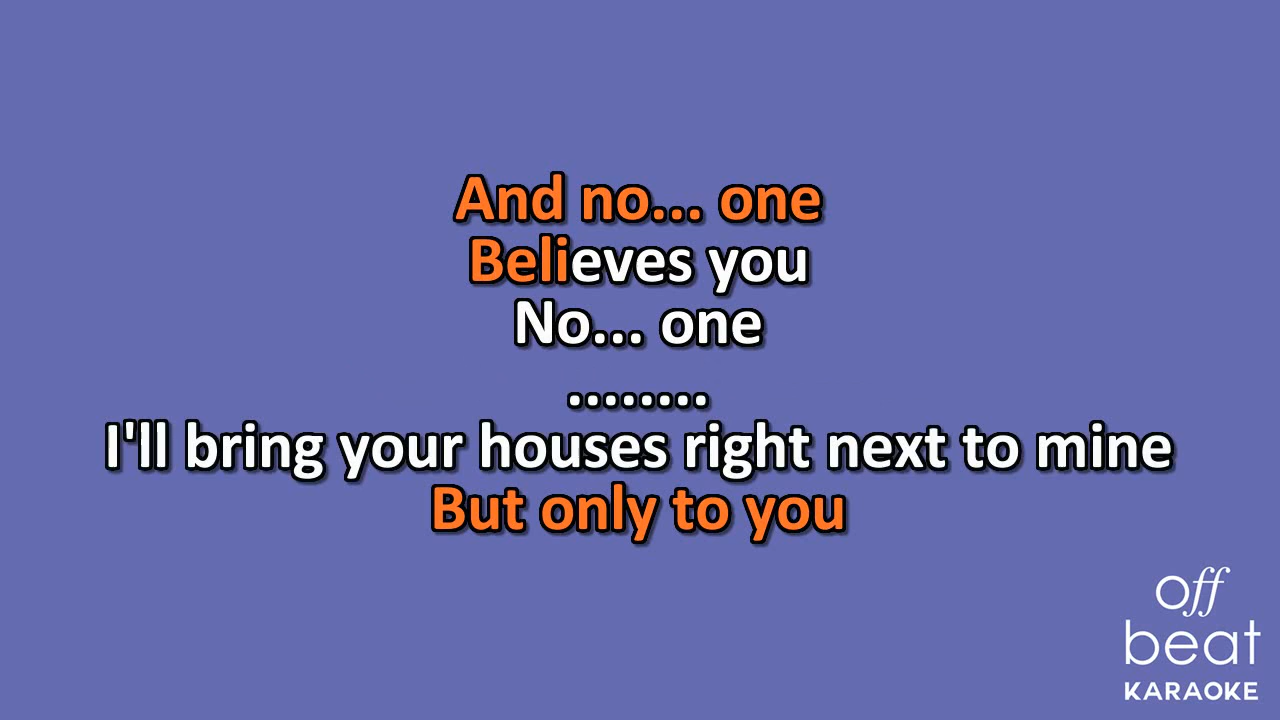 And no... one
Believes you
No... one
........
I'll bring your houses right next to mine
But only to you
off
beat
KARAOKE